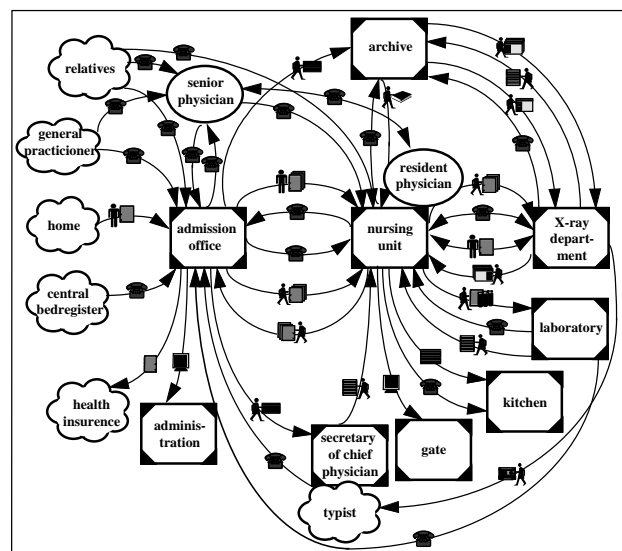 archive
relatives
senior
physician
general
practicioner
resident
physician
home
admission
office
nursing
unit
X-ray
depart-
ment
central
bedregister
laboratory
health
insurence
adminis-
tration
kitchen
secretary
of chief
physician
gate
typist